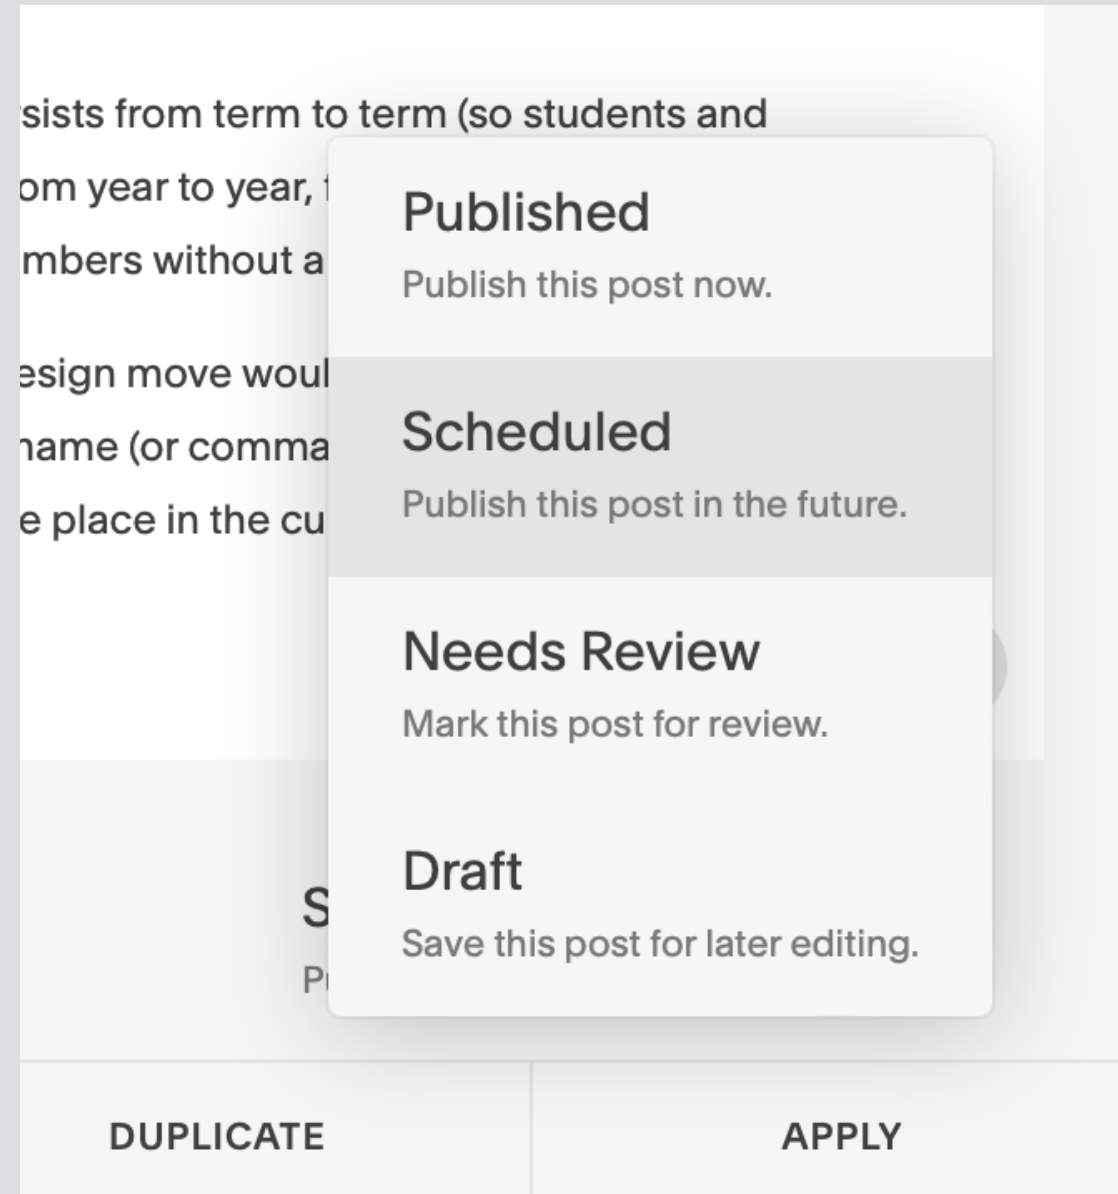 sists from term to term (so students and
om year to year,
mbers without a
esign move woul
name (or comma
e place in the cu
Published
Publish this post now.
Scheduled
Publish this post in the future.
Needs Review
Mark this post for review.
Draft
Save this post for later editing.
S
P
DUPLICATE
APPLY